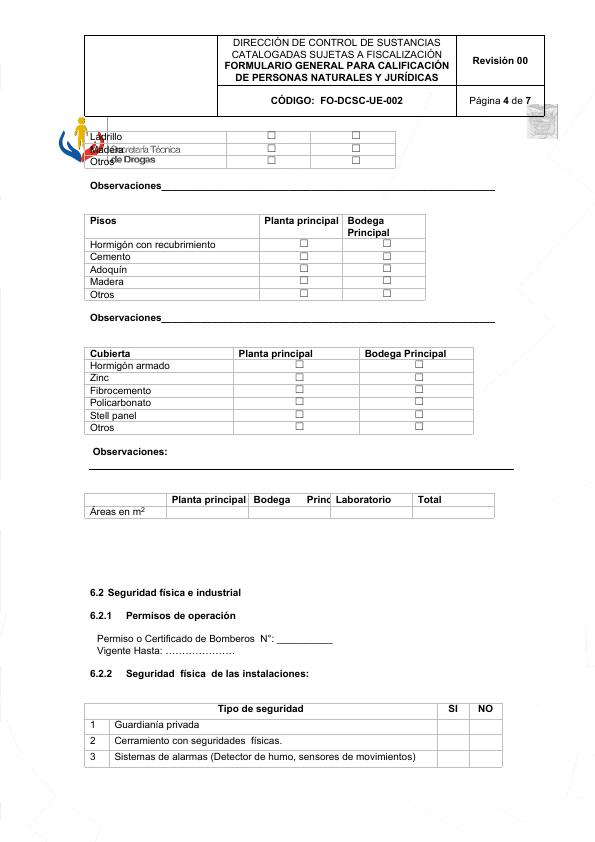 DIRECCIÓN DE CONTROL DE SUSTANCIAS
CATALOGADAS SUJETAS A FISCALIZACIÓN
FORMULARIO GENERAL PARA CALIFICACIÓN
DE PERSONAS NATURALES Y JURÍDICAS
Revisión 00
CÓDIGO: FO-DCSC-UE-002
Página 4 de 7
Ladrillo ☐ ☐
Madera ☐ ☐
Otros ☐ ☐
Secretaría Técnica
de Drogas
Observaciones____________________________________________________________
Pisos Planta principal Bodega
Principal
Hormigón con recubrimiento ☐ ☐
Cemento ☐ ☐
Adoquín ☐ ☐
Madera ☐ ☐
Otros ☐ ☐
Observaciones____________________________________________________________
Cubierta Planta principal Bodega Principal
Hormigón armado ☐ ☐
Zinc ☐ ☐
Fibrocemento ☐ ☐
Policarbonato ☐ ☐
Stell panel ☐ ☐
Otros ☐ ☐
Observaciones:
Planta principal Bodega Princ Laboratorio Total
Áreas en m²
6.2 Seguridad física e industrial
6.2.1 Permisos de operación
Permiso o Certificado de Bomberos N°: __________
Vigente Hasta: …………………
6.2.2 Seguridad física de las instalaciones:
Tipo de seguridad SI NO
1 Guardianía privada
2 Cerramiento con seguridades físicas.
3 Sistemas de alarmas (Detector de humo, sensores de movimientos)